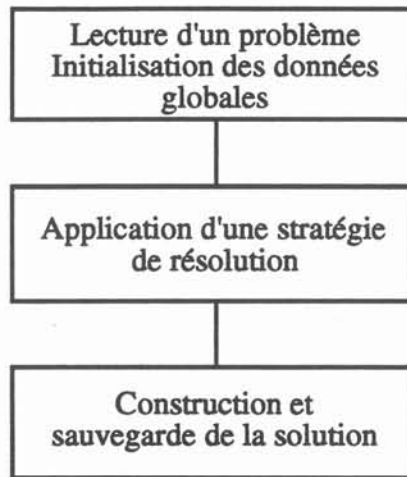 Lecture d'un problème
Initialisation des données
globales
Application d'une stratégie
de résolution
Construction et
sauvegarde de la solution